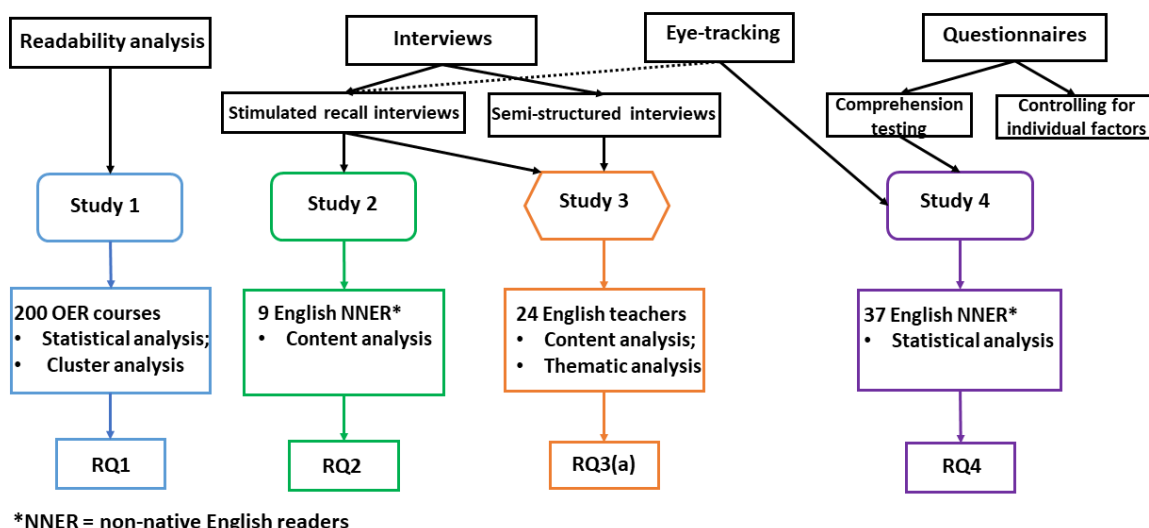 Readability analysis
Interviews
Eye-tracking
Questionnaires
Stimulated recall interviews
Semi-structured interviews
Comprehension
testing
Controlling for
individual factors
Study 1
Study 2
Study 3
Study 4
200 OER courses
• Statistical analysis;
• Cluster analysis
9 English NNER*
• Content analysis
24 English teachers
• Content analysis;
• Thematic analysis
37 English NNER*
• Statistical analysis
RQ1
RQ2
RQ3(a)
RQ4
*NNER = non-native English readers